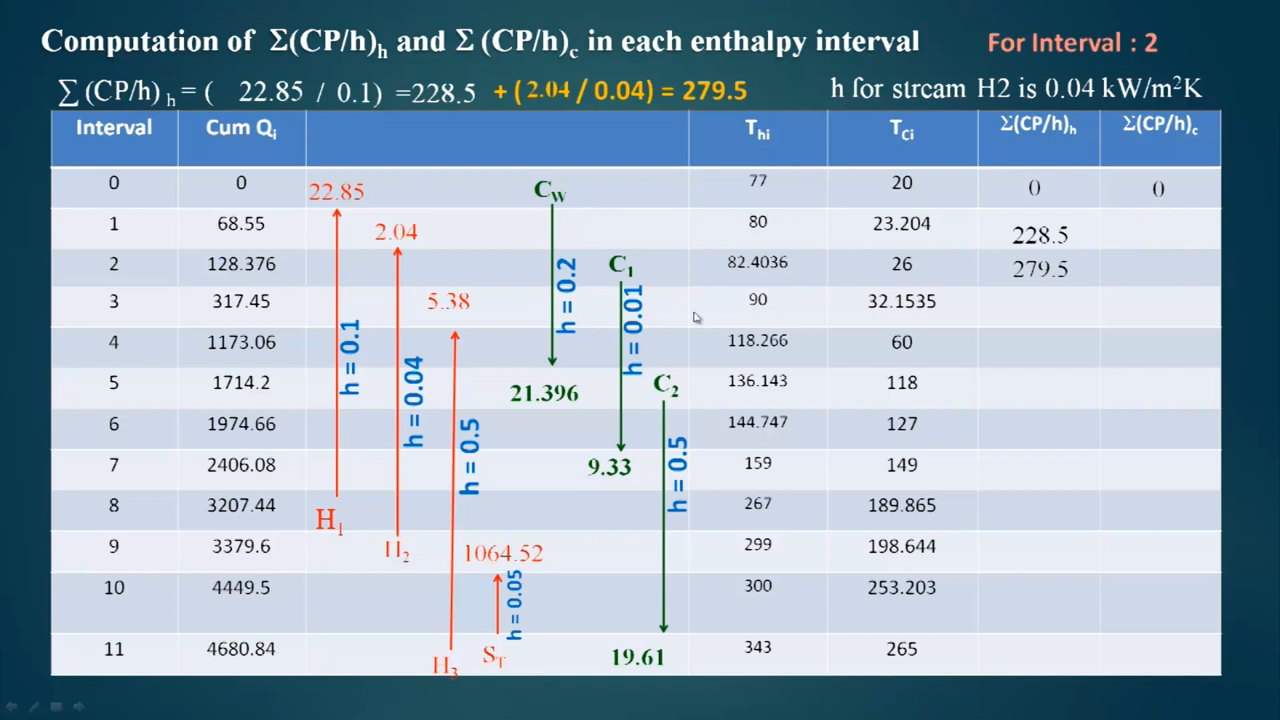 Computation of Σ(CP/h)h and Σ (CP/h)c in each enthalpy interval
For Interval : 2
∑ (CP/h) h = ( 22.85 / 0.1) =228.5 + (2.04 / 0.04) = 279.5
h for stream H2 is 0.04 kW/m²K
Interval Cum Qi Thi TCi Σ(CP/h)h Σ(CP/h)c
0 0 22.85 CW 77 20 0 0
1 68.55 2.04 80 23.204 228.5
2 128.376 h = 0.2 C1 82.4036 26 279.5
3 317.45 5.38 h = 0.01 90 32.1535
4 1173.06 h = 0.1 118.266 60
5 1714.2 h = 0.04 21.396 C2 136.143 118
6 1974.66 h = 0.5 144.747 127
7 2406.08 9.33 h = 0.5 159 149
8 3207.44 H1 267 189.865
9 3379.6 H2 1064.52 299 198.644
10 4449.5 h = 0.05 300 253.203
11 4680.84 H3 ST 19.61 343 265